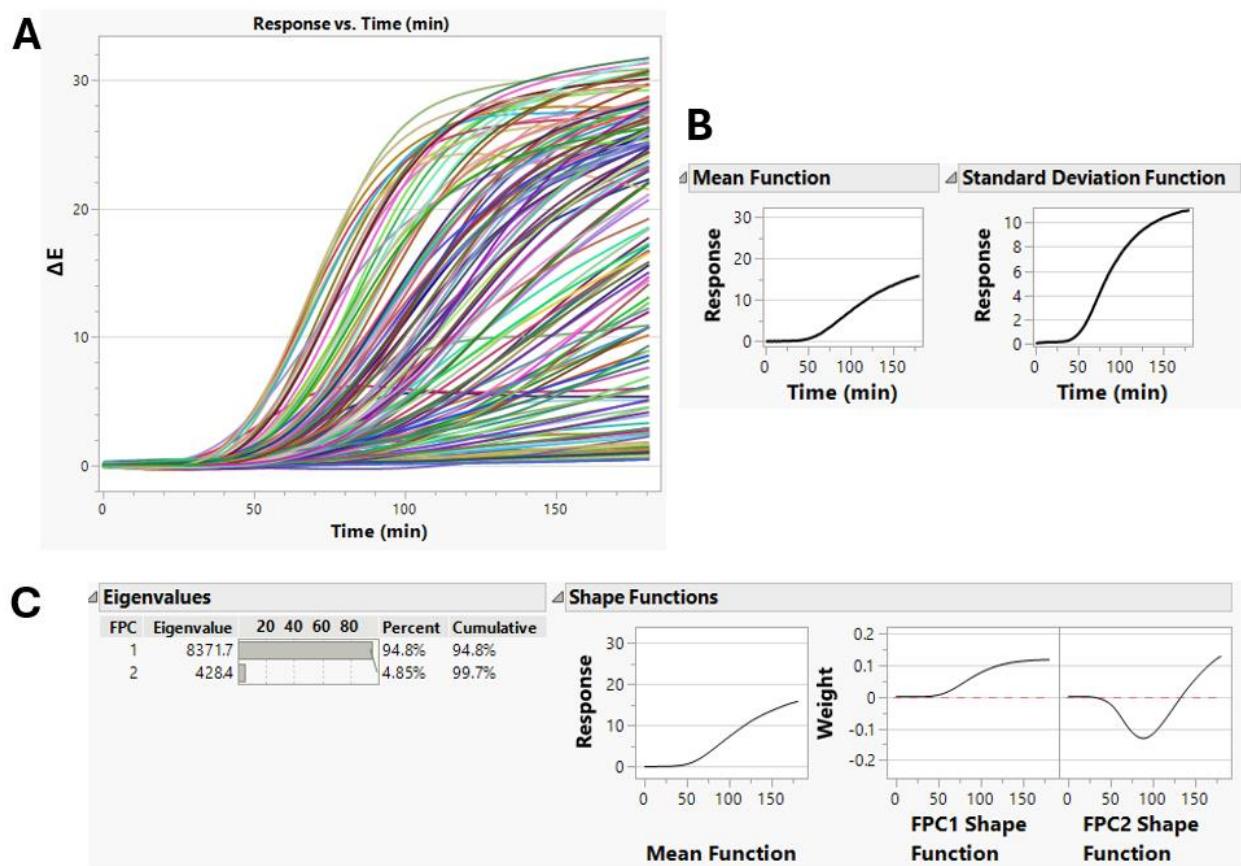 A
Response vs. Time (min)
ΔE
30
20
10
0
0 50 100 150
Time (min)
B
Mean Function
Response
30
20
10
0
0 50 100 150
Time (min)
Standard Deviation Function
Response
10
8
6
4
2
0
0 50 100 150
Time (min)
C
Eigenvalues
FPC Eigenvalue 20 40 60 80 Percent Cumulative
1 8371.7 94.8% 94.8%
2 428.4 4.85% 99.7%
Shape Functions
Response
30
20
10
0
0 50 100 150
Mean Function
Weight
0.2
0.1
0
-0.1
-0.2
0 50 100 150
FPC1 Shape
Function
0 50 100 150
FPC2 Shape
Function